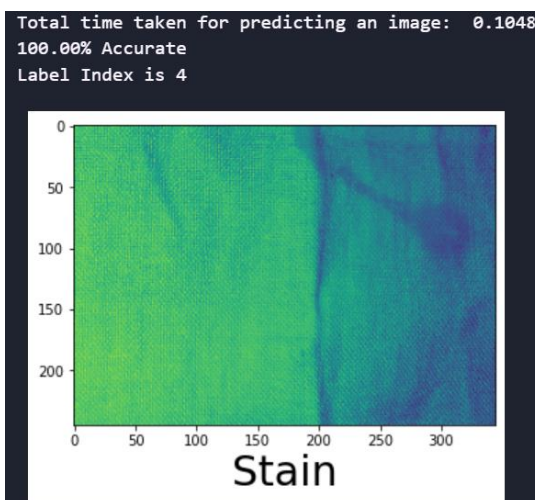 Total time taken for predicting an image:  0.1048
100.00% Accurate
Label Index is 4
0
50
100
150
200
0 50 100 150 200 250 300
Stain